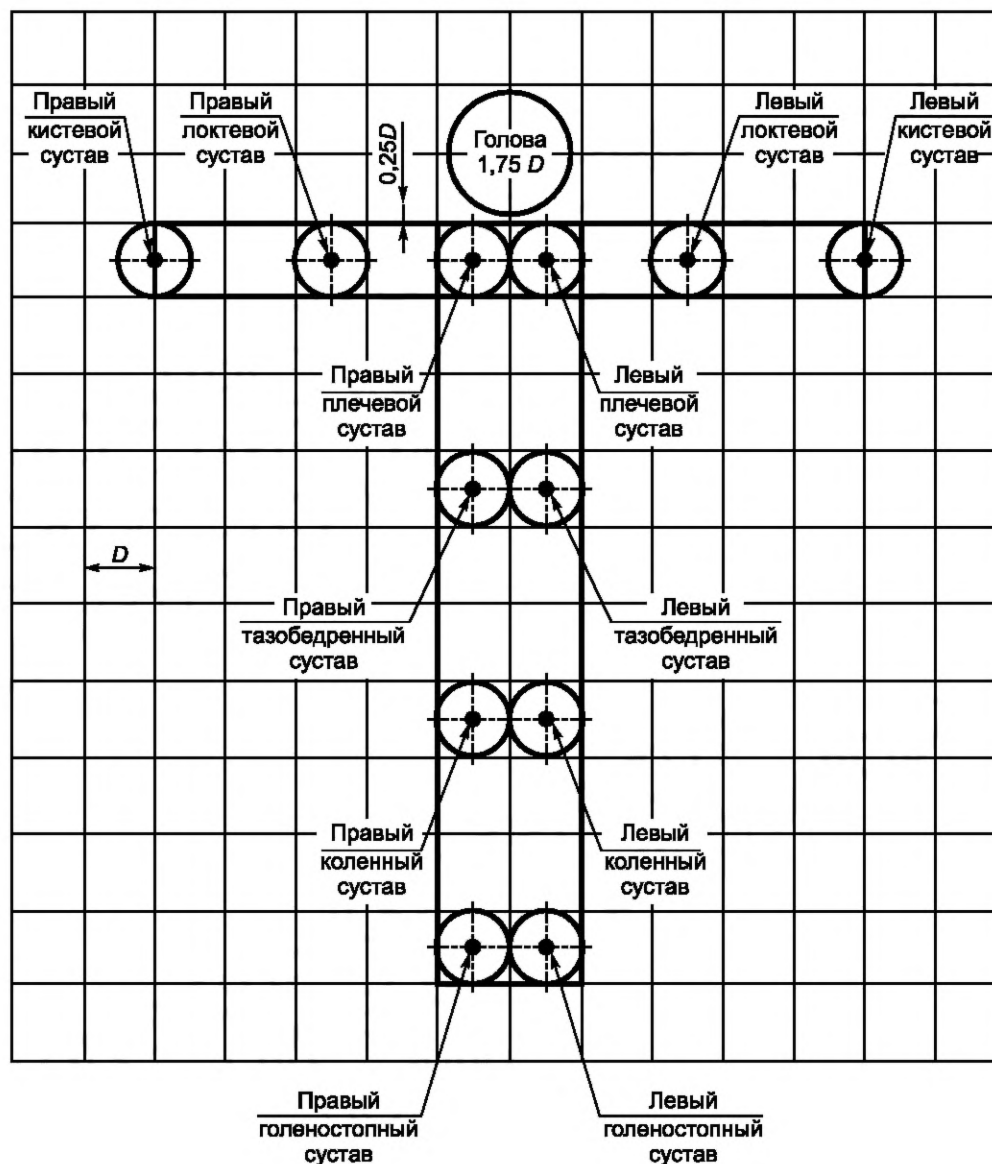 Правый
кистевой
сустав
Правый
локтевой
сустав
0,25D
Голова
1,75 D
Левый
локтевой
сустав
Левый
кистевой
сустав
Правый
плечевой
сустав
Левый
плечевой
сустав
D
Правый
тазобедренный
сустав
Левый
тазобедренный
сустав
Правый
коленный
сустав
Левый
коленный
сустав
Правый
голеностопный
сустав
Левый
голеностопный
сустав